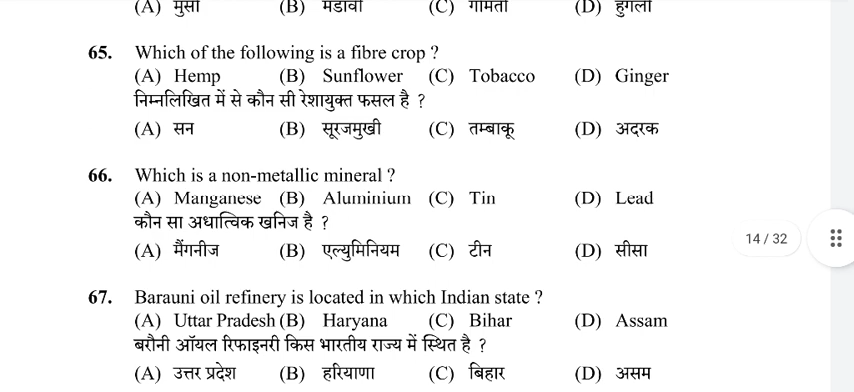 (A) मुसी (B) मंडावी (C) गोमती (D) हुगली
65. Which of the following is a fibre crop ?
(A) Hemp (B) Sunflower (C) Tobacco (D) Ginger
निम्नलिखित में से कौन सी रेशायुक्त फसल है ?
(A) सन (B) सूरजमुखी (C) तम्बाकू (D) अदरक
66. Which is a non-metallic mineral ?
(A) Manganese (B) Aluminium (C) Tin (D) Lead
कौन सा अधात्विक खनिज है ?
(A) मैंगनीज (B) एल्युमिनियम (C) टीन (D) सीसा
14 / 32
67. Barauni oil refinery is located in which Indian state ?
(A) Uttar Pradesh (B) Haryana (C) Bihar (D) Assam
बरौनी ऑयल रिफाइनरी किस भारतीय राज्य में स्थित है ?
(A) उत्तर प्रदेश (B) हरियाणा (C) बिहार (D) असम